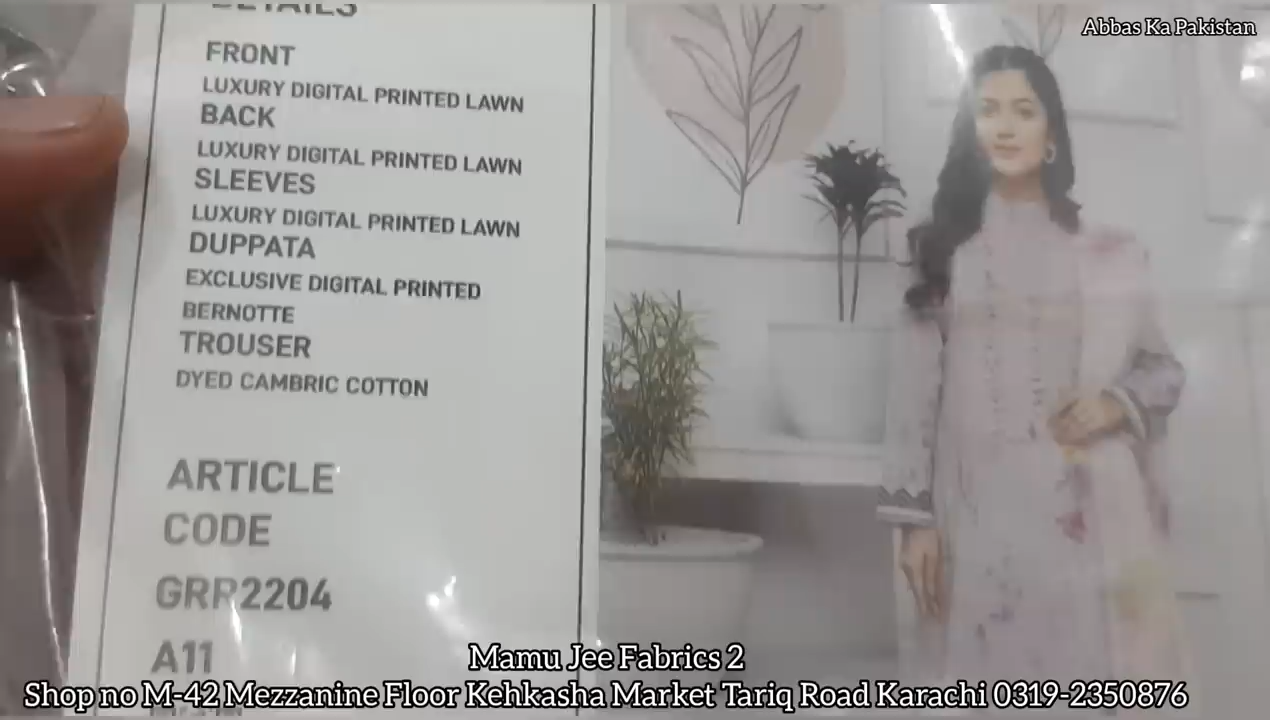 DETAILS
FRONT
LUXURY DIGITAL PRINTED LAWN
BACK
LUXURY DIGITAL PRINTED LAWN
SLEEVES
LUXURY DIGITAL PRINTED LAWN
DUPPATA
EXCLUSIVE DIGITAL PRINTED
BERNOTTE
TROUSER
DYED CAMBRIC COTTON
ARTICLE
CODE
GRR2204
A11
Abbas Ka Pakistan
Mamu Jee Fabrics 2
Shop no M-42 Mezzanine Floor Kehkasha Market Tariq Road Karachi 0319-2350876